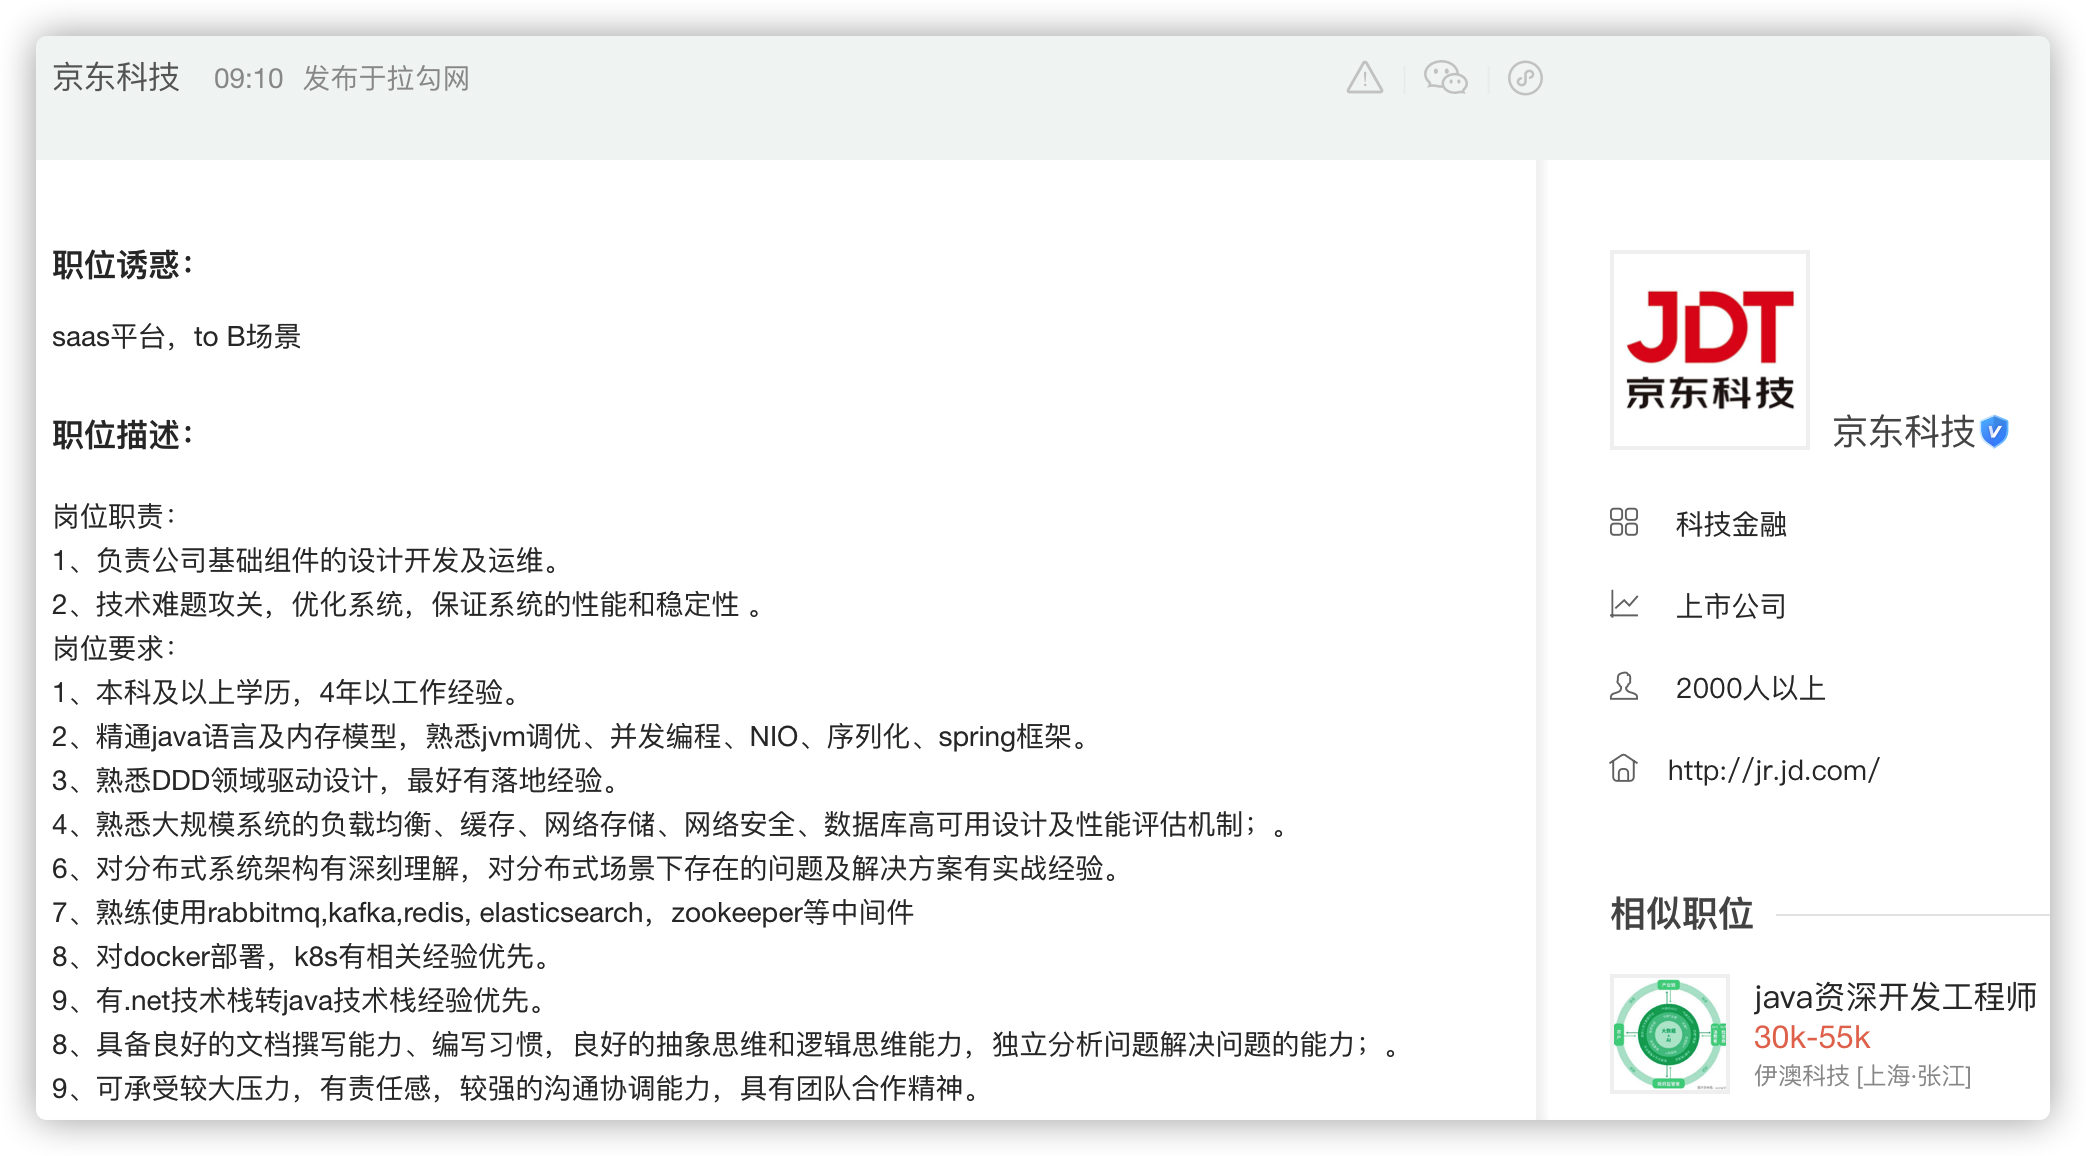 京东科技 09:10 发布于拉勾网
职位诱惑：
saas平台，to B场景
职位描述：
岗位职责：
1、负责公司基础组件的设计开发及运维。
2、技术难题攻关，优化系统，保证系统的性能和稳定性 。
岗位要求：
1、本科及以上学历，4年以工作经验。
2、精通java语言及内存模型，熟悉jvm调优、并发编程、NIO、序列化、spring框架。
3、熟悉DDD领域驱动设计，最好有落地经验。
4、熟悉大规模系统的负载均衡、缓存、网络存储、网络安全、数据库高可用设计及性能评估机制；。
6、对分布式系统架构有深刻理解，对分布式场景下存在的问题及解决方案有实战经验。
7、熟练使用rabbitmq,kafka,redis, elasticsearch，zookeeper等中间件
8、对docker部署，k8s有相关经验优先。
9、有.net技术栈转java技术栈经验优先。
8、具备良好的文档撰写能力、编写习惯，良好的抽象思维和逻辑思维能力，独立分析问题解决问题的能力；。
9、可承受较大压力，有责任感，较强的沟通协调能力，具有团队合作精神。
JDT
京东科技
京东科技
科技金融
上市公司
2000人以上
http://jr.jd.com/
相似职位
java资深开发工程师
30k-55k
伊澳科技 [上海·张江]